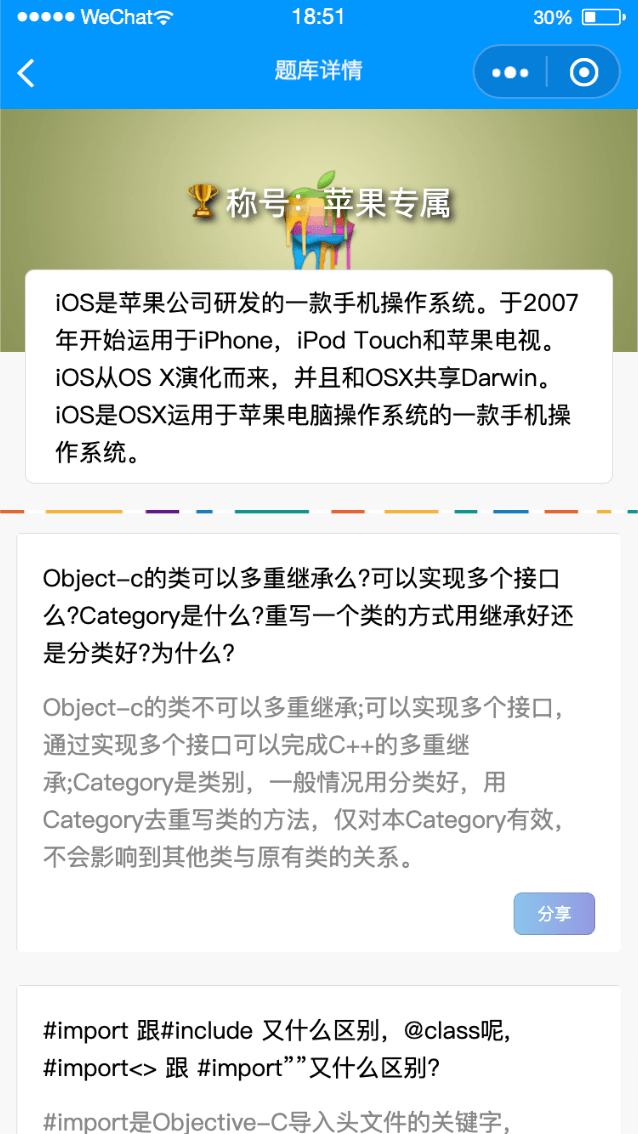 WeChat 18:51 30%
题库详情
🏆称号：苹果专属
iOS是苹果公司研发的一款手机操作系统。于2007
年开始运用于iPhone，iPod Touch和苹果电视。
iOS从OS X演化而来，并且和OSX共享Darwin。
iOS是OSX运用于苹果电脑操作系统的一款手机操
作系统。
Object-c的类可以多重继承么?可以实现多个接口
么?Category是什么?重写一个类的方式用继承好还
是分类好?为什么?
Object-c的类不可以多重继承;可以实现多个接口，
通过实现多个接口可以完成C++的多重继
承;Category是类别，一般情况用分类好，用
Category去重写类的方法，仅对本Category有效，
不会影响到其他类与原有类的关系。
分享
#import 跟#include 又什么区别，@class呢,
#import<> 跟 #import””又什么区别?
#import是Objective-C导入头文件的关键字，